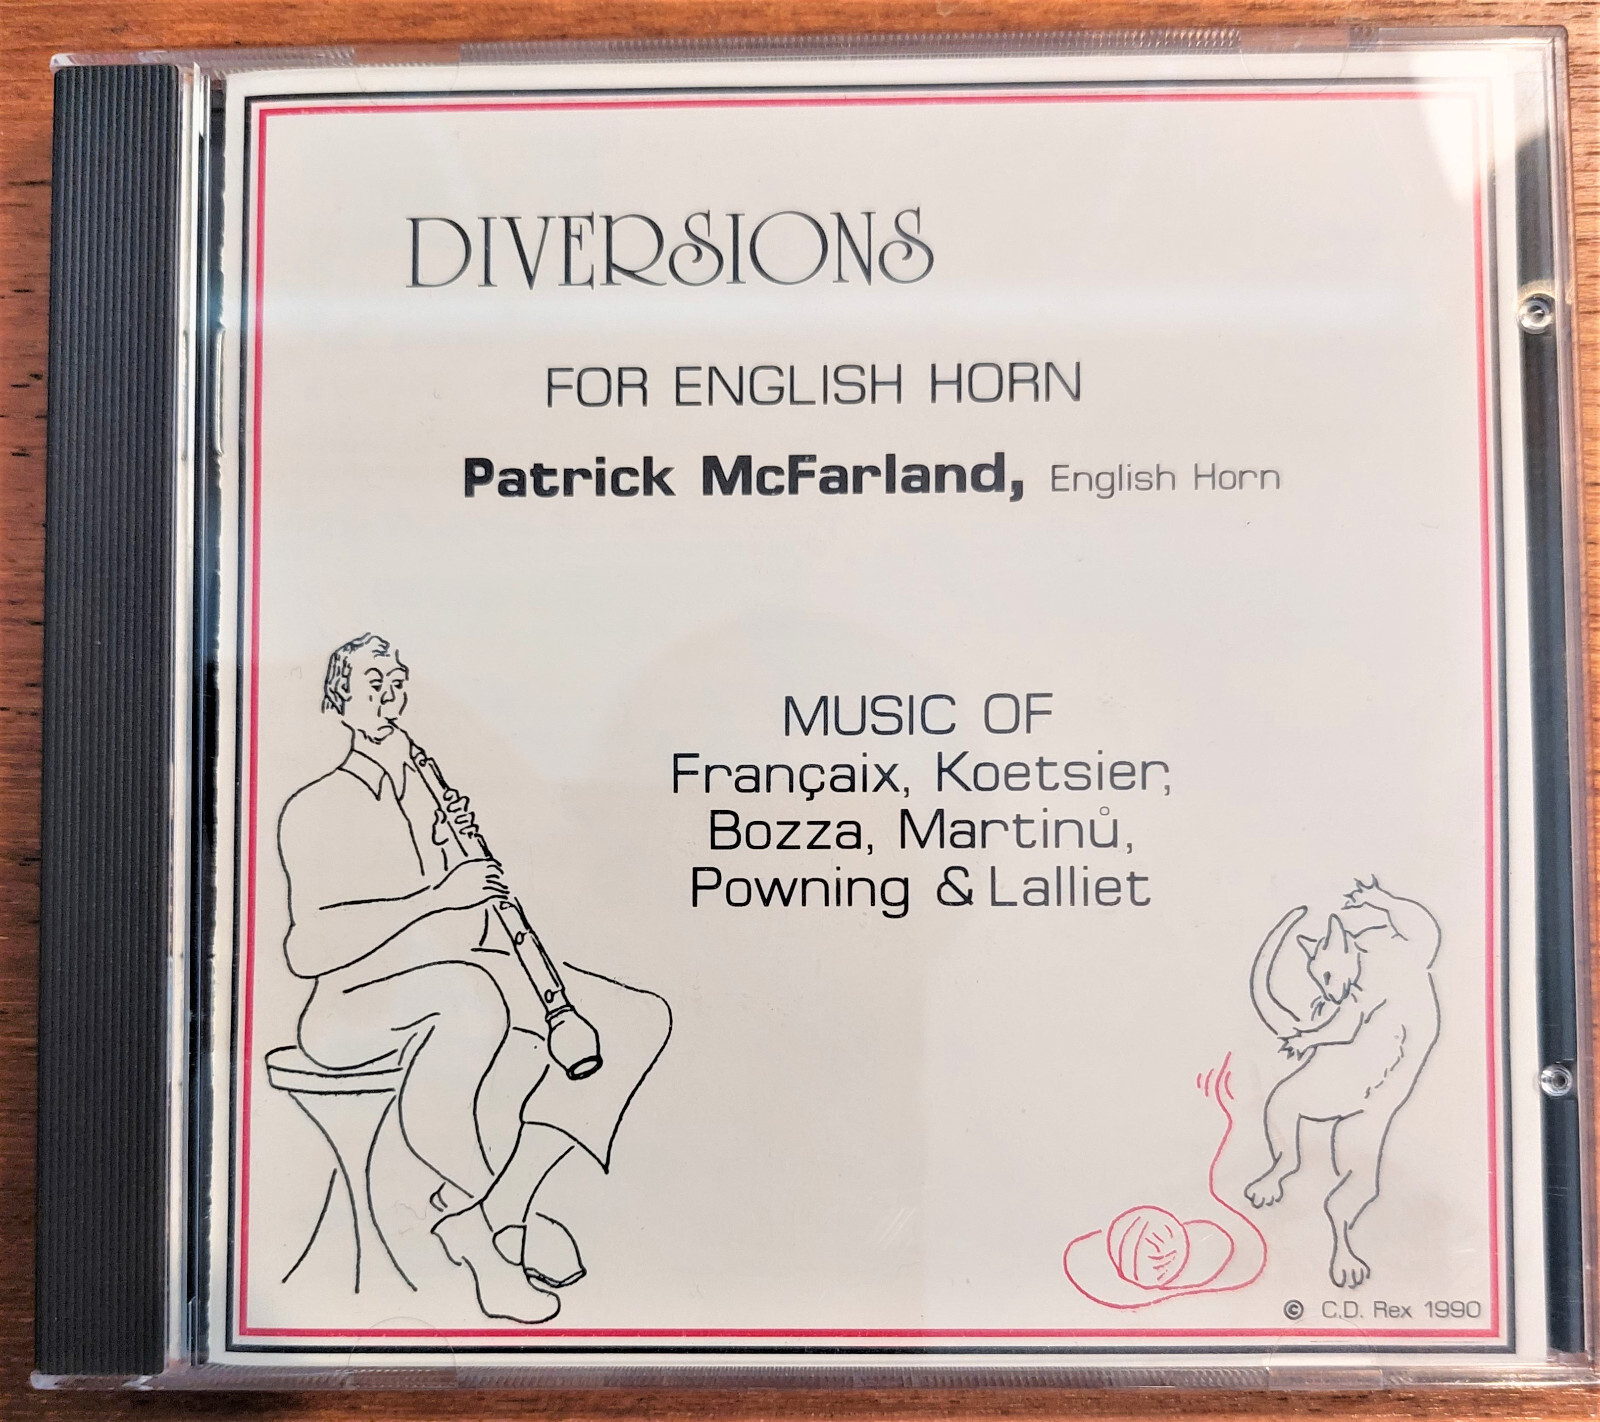 DIVERSIONS
FOR ENGLISH HORN
Patrick McFarland, English Horn
MUSIC OF
Françaix, Koetsier,
Bozza, Martinů,
Powning & Lalliet
© C.D. Rex 1990